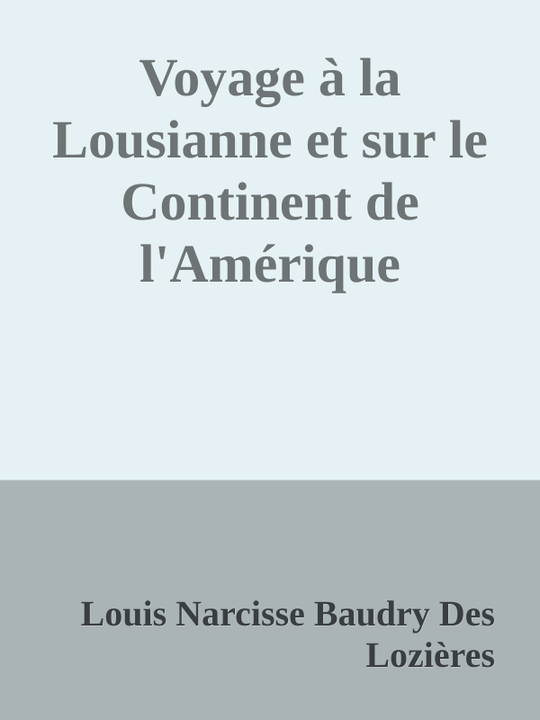 Voyage à la
Lousianne et sur le
Continent de
l'Amérique
Louis Narcisse Baudry Des
Lozières